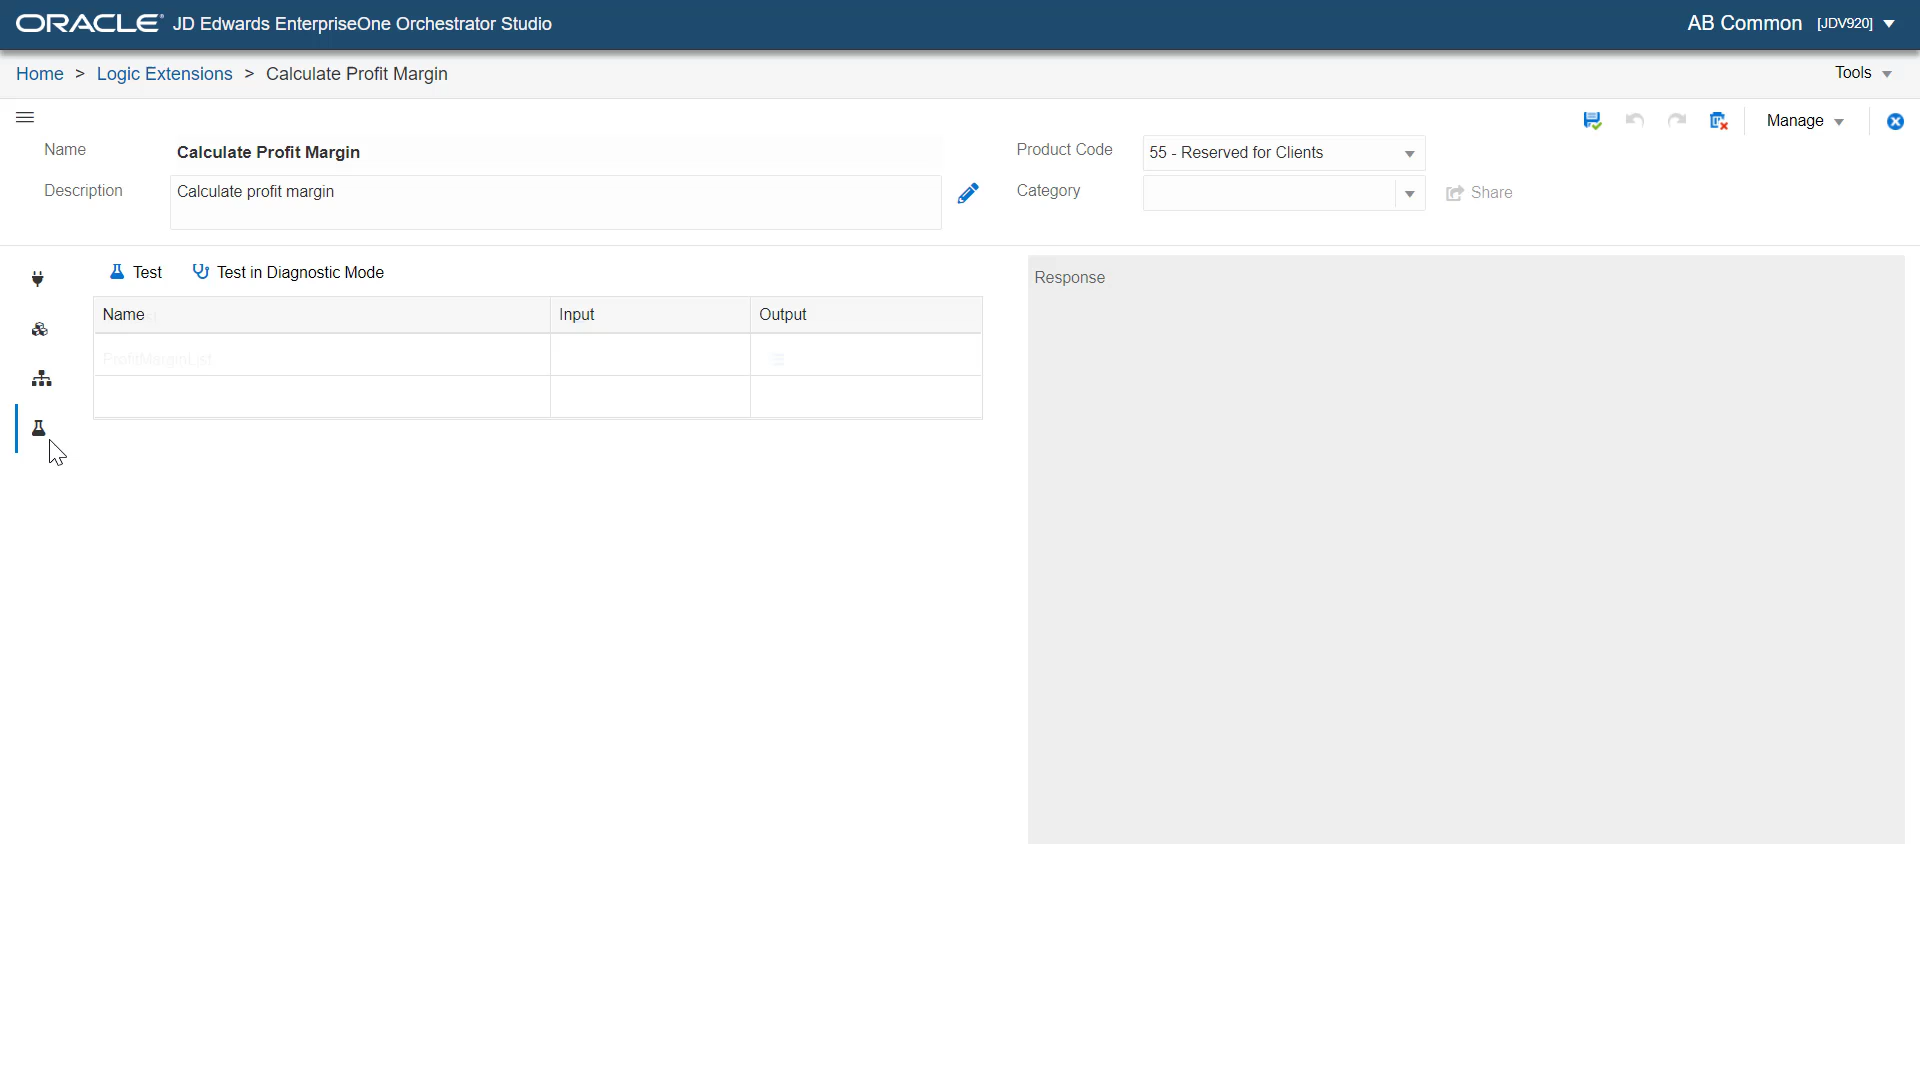 ORACLE® JD Edwards EnterpriseOne Orchestrator Studio
AB Common [JDV920]
Home > Logic Extensions > Calculate Profit Margin
Tools
Manage
Name
Calculate Profit Margin
Product Code
55 - Reserved for Clients
Description
Calculate profit margin
Category
Share
Test
Test in Diagnostic Mode
Response
Name
Input
Output
ProfitMarginList